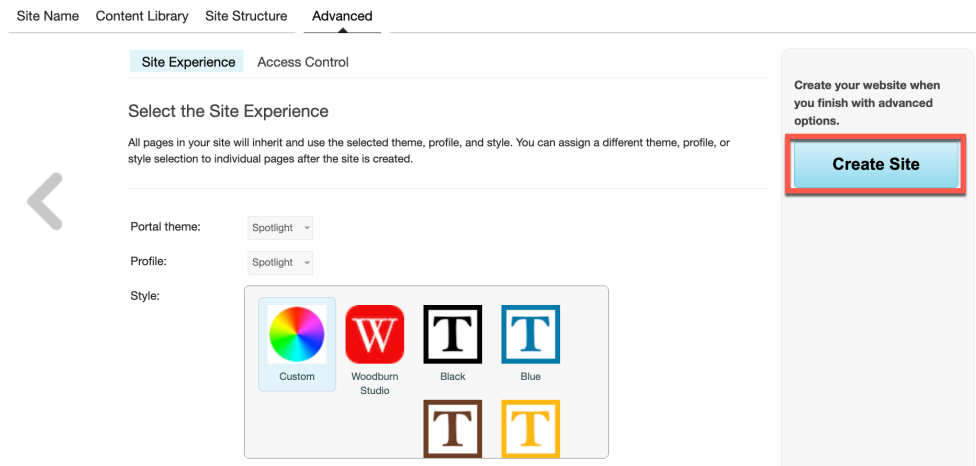 Site Name Content Library Site Structure Advanced
Site Experience Access Control
Select the Site Experience
All pages in your site will inherit and use the selected theme, profile, and style. You can assign a different theme, profile, or
style selection to individual pages after the site is created.
Create your website when
you finish with advanced
options.
Create Site
Portal theme: Spotlight
Profile: Spotlight
Style:
W T T
Custom Woodburn Black Blue
Studio
T T